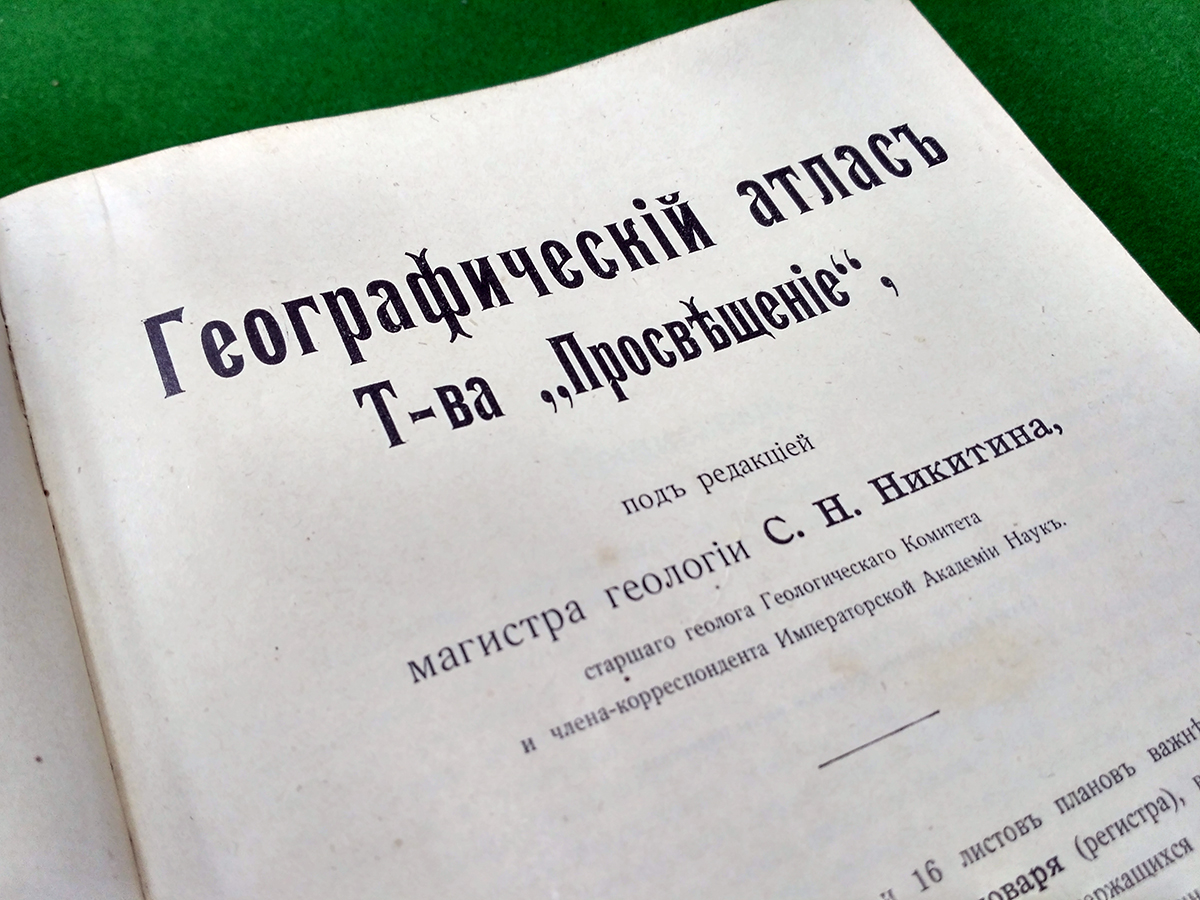 Географическій атласъ
Т-ва „Просвѣщеніе“,
подъ редакціей
магистра геологіи С. Н. Никитина,
старшаго геолога Геологическаго Комитета
и члена-корреспондента Императорской Академіи Наукъ.
16 листовъ плановъ
(регистра),